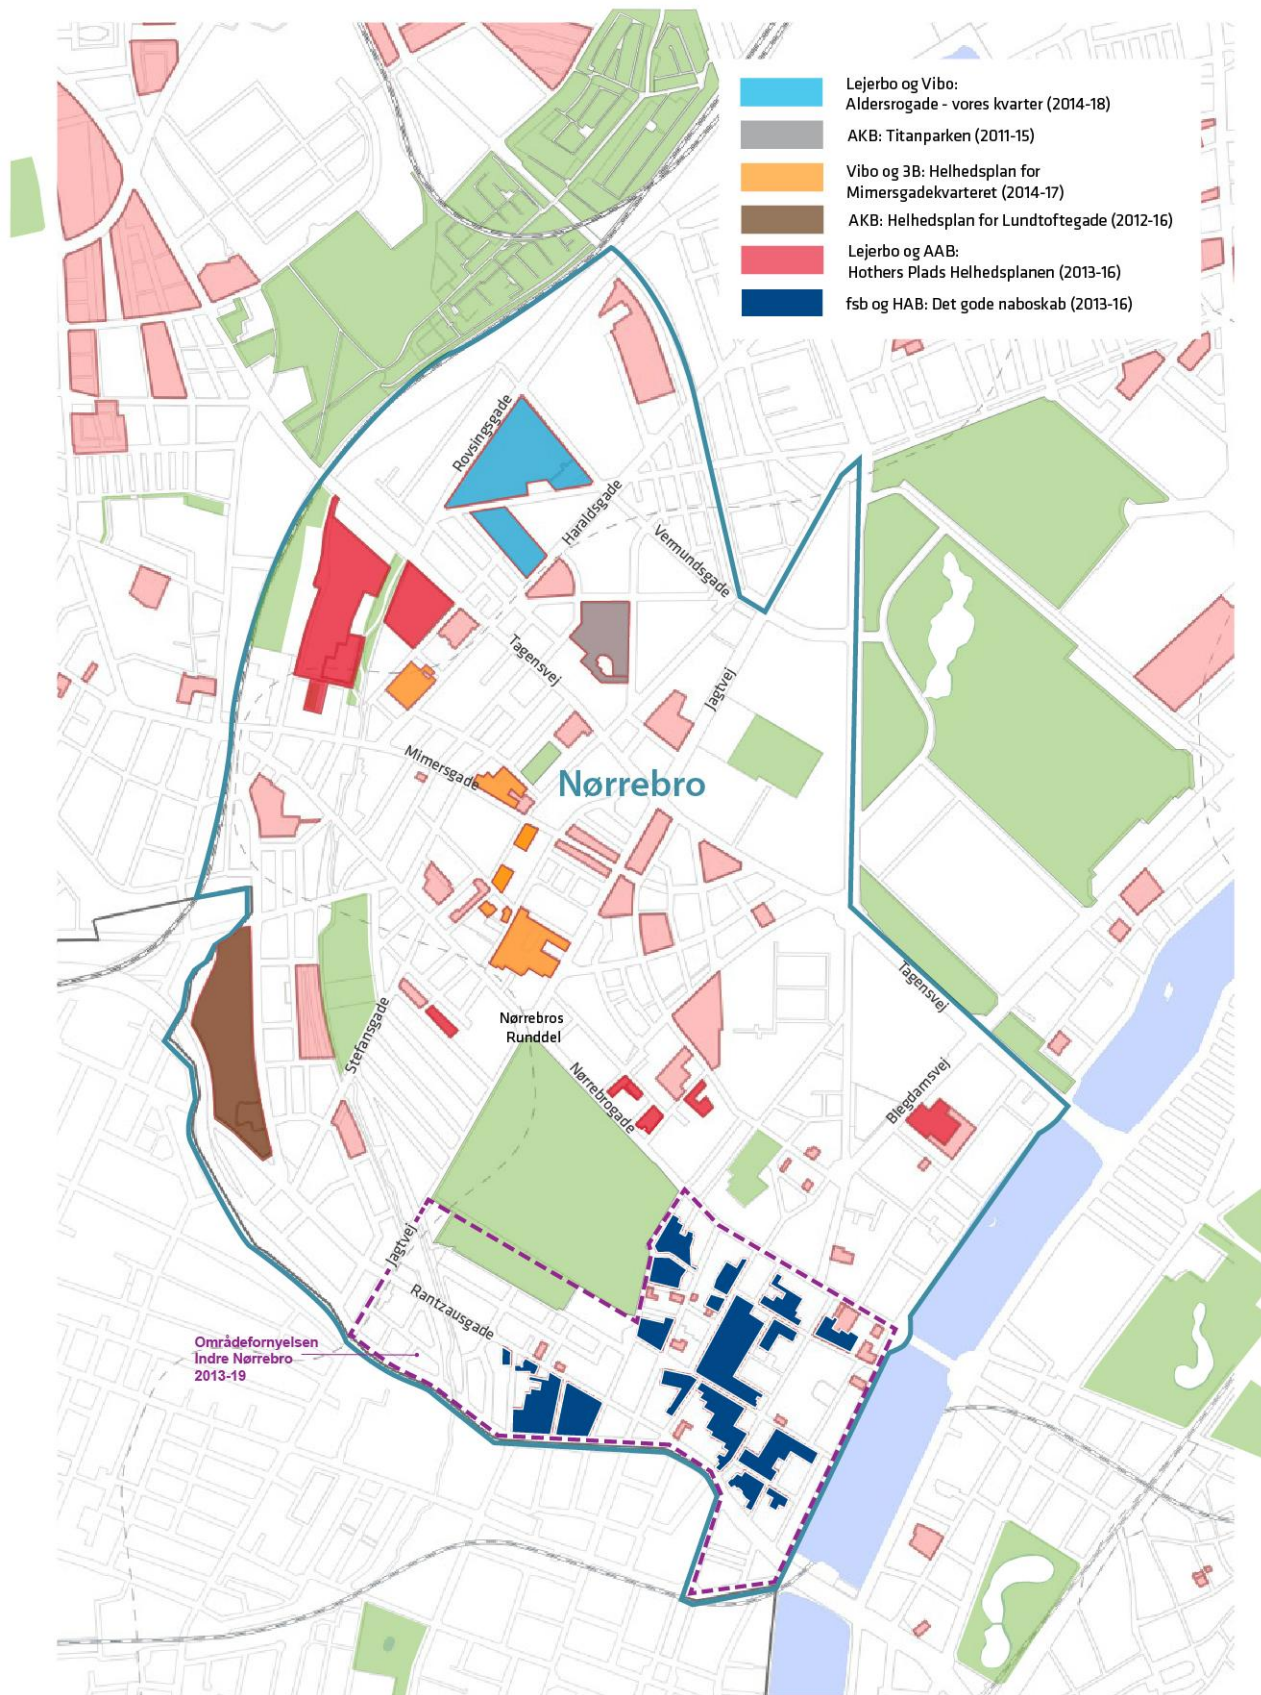 Lejerbo og Vibo:
Aldersrogade - vores kvarter (2014-18)
AKB: Titanparken (2011-15)
Vibo og 3B: Helhedsplan for
Mimersgadekvarteret (2014-17)
AKB: Helhedsplan for Lundtoftegade (2012-16)
Lejerbo og AAB:
Hothers Plads Helhedsplanen (2013-16)
fsb og HAB: Det gode naboskab (2013-16)
Rovsingsgade
Haraldsgade
Vermundsgade
Tagensvej
Jagtvej
Mimersgade
Nørrebro
Tagensvej
Stefansgade
Nørrebros
Runddel
Nørrebrogade
Blegdamsvej
Jagtvej
Rantzausgade
Områdefornyelsen
Indre Nørrebro
2013-19